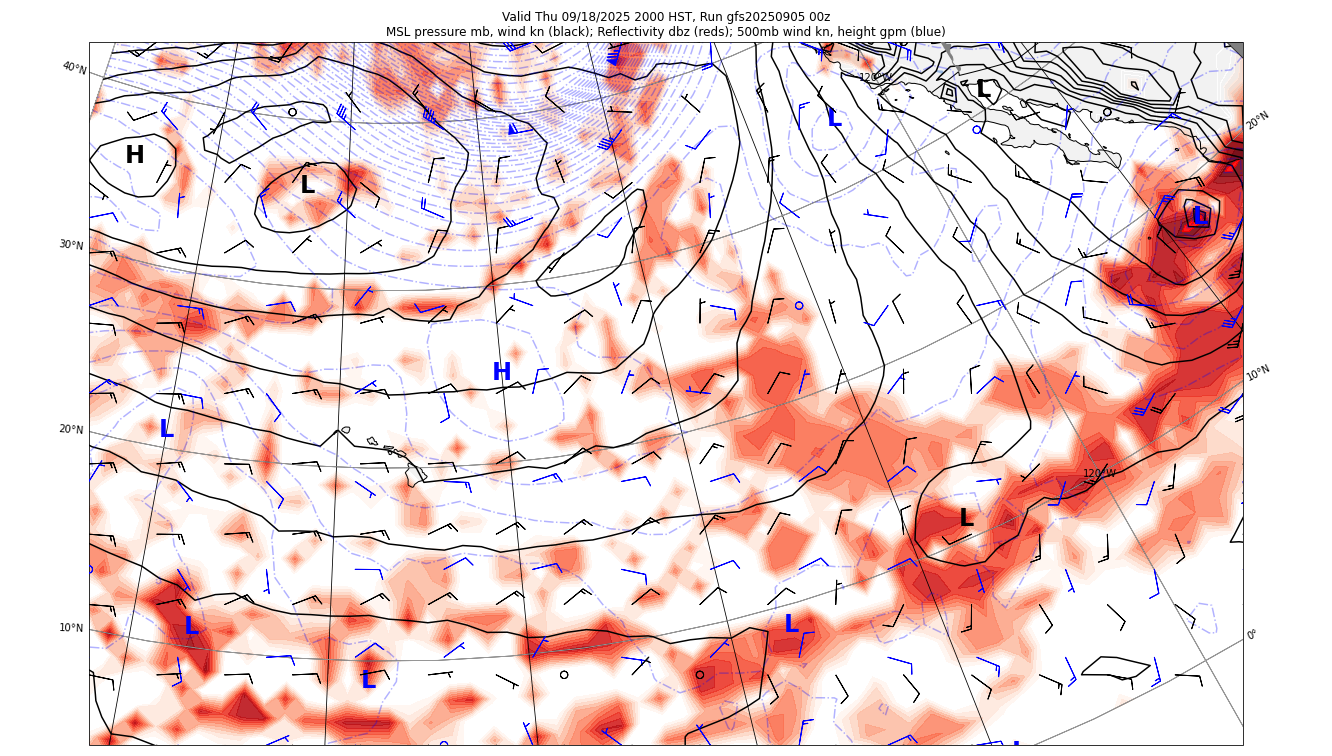 Valid Thu 09/18/2025 2000 HST, Run gfs20250905 00z
MSL pressure mb, wind kn (black); Reflectivity dbz (reds); 500mb wind kn, height gpm (blue)
40°N
120°W
L
L
20°N
H
L
L
30°N
H
10°N
L
20°N
120°W
L
10°N
L
L
0°
L